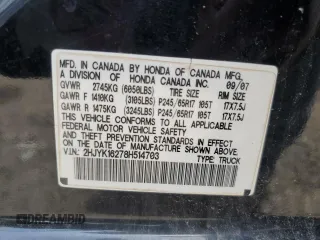 MFD. IN CANADA BY HONDA OF CANADA MFG.,
A DIVISION OF HONDA CANADA INC. 09/07
GVWR 2745KG (6050LBS) TIRE SIZE RIM SIZE
GAWR F 1410KG (3105LBS) P245/65R17 105T 17X7.5J
GAWR R 1475KG (3245LBS) P245/65R17 105T 17X7.5J
THIS VEHICLE CONFORMS TO ALL APPLICABLE
FEDERAL MOTOR VEHICLE SAFETY
AND THEFT PREVENTION STANDARDS IN EFFECT
ON THE DATE OF MANUFACTURE SHOWN ABOVE.
V.I.N.: 2HJYK16278H514703 TYPE: TRUCK